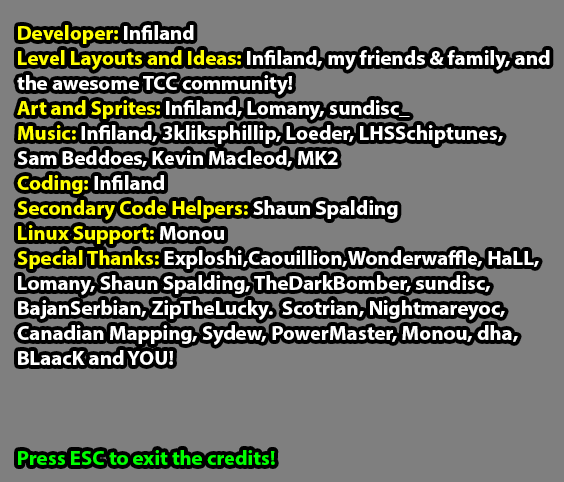 Developer: Infiland
Level Layouts and Ideas: Infiland, my friends & family, and
the awesome TCC community!
Art and Sprites: Infiland, Lomany, sundisc_
Music: Infiland, 3kliksphillip, Loeder, LHSSchiptunes,
Sam Beddoes, Kevin Macleod, MK2
Coding: Infiland
Secondary Code Helpers: Shaun Spalding
Linux Support: Monou
Special Thanks: Exploshi,Caouillion,Wonderwaffle, HaLL,
Lomany, Shaun Spalding, TheDarkBomber, sundisc,
BajanSerbian, ZipTheLucky.  Scotrian, Nightmareyoc,
Canadian Mapping, Sydew, PowerMaster, Monou, dha,
BLaacK and YOU!
Press ESC to exit the credits!